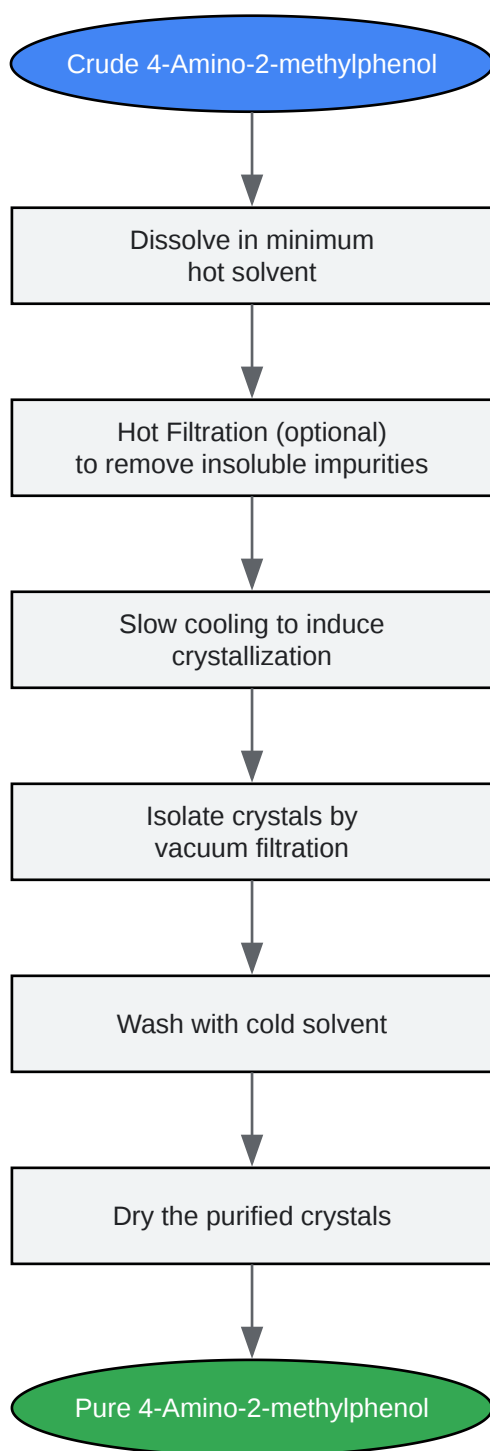 Crude 4-Amino-2-methylphenol
Dissolve in minimum
hot solvent
Hot Filtration (optional)
to remove insoluble impurities
Slow cooling to induce
crystallization
Isolate crystals by
vacuum filtration
Wash with cold solvent
Dry the purified crystals
Pure 4-Amino-2-methylphenol